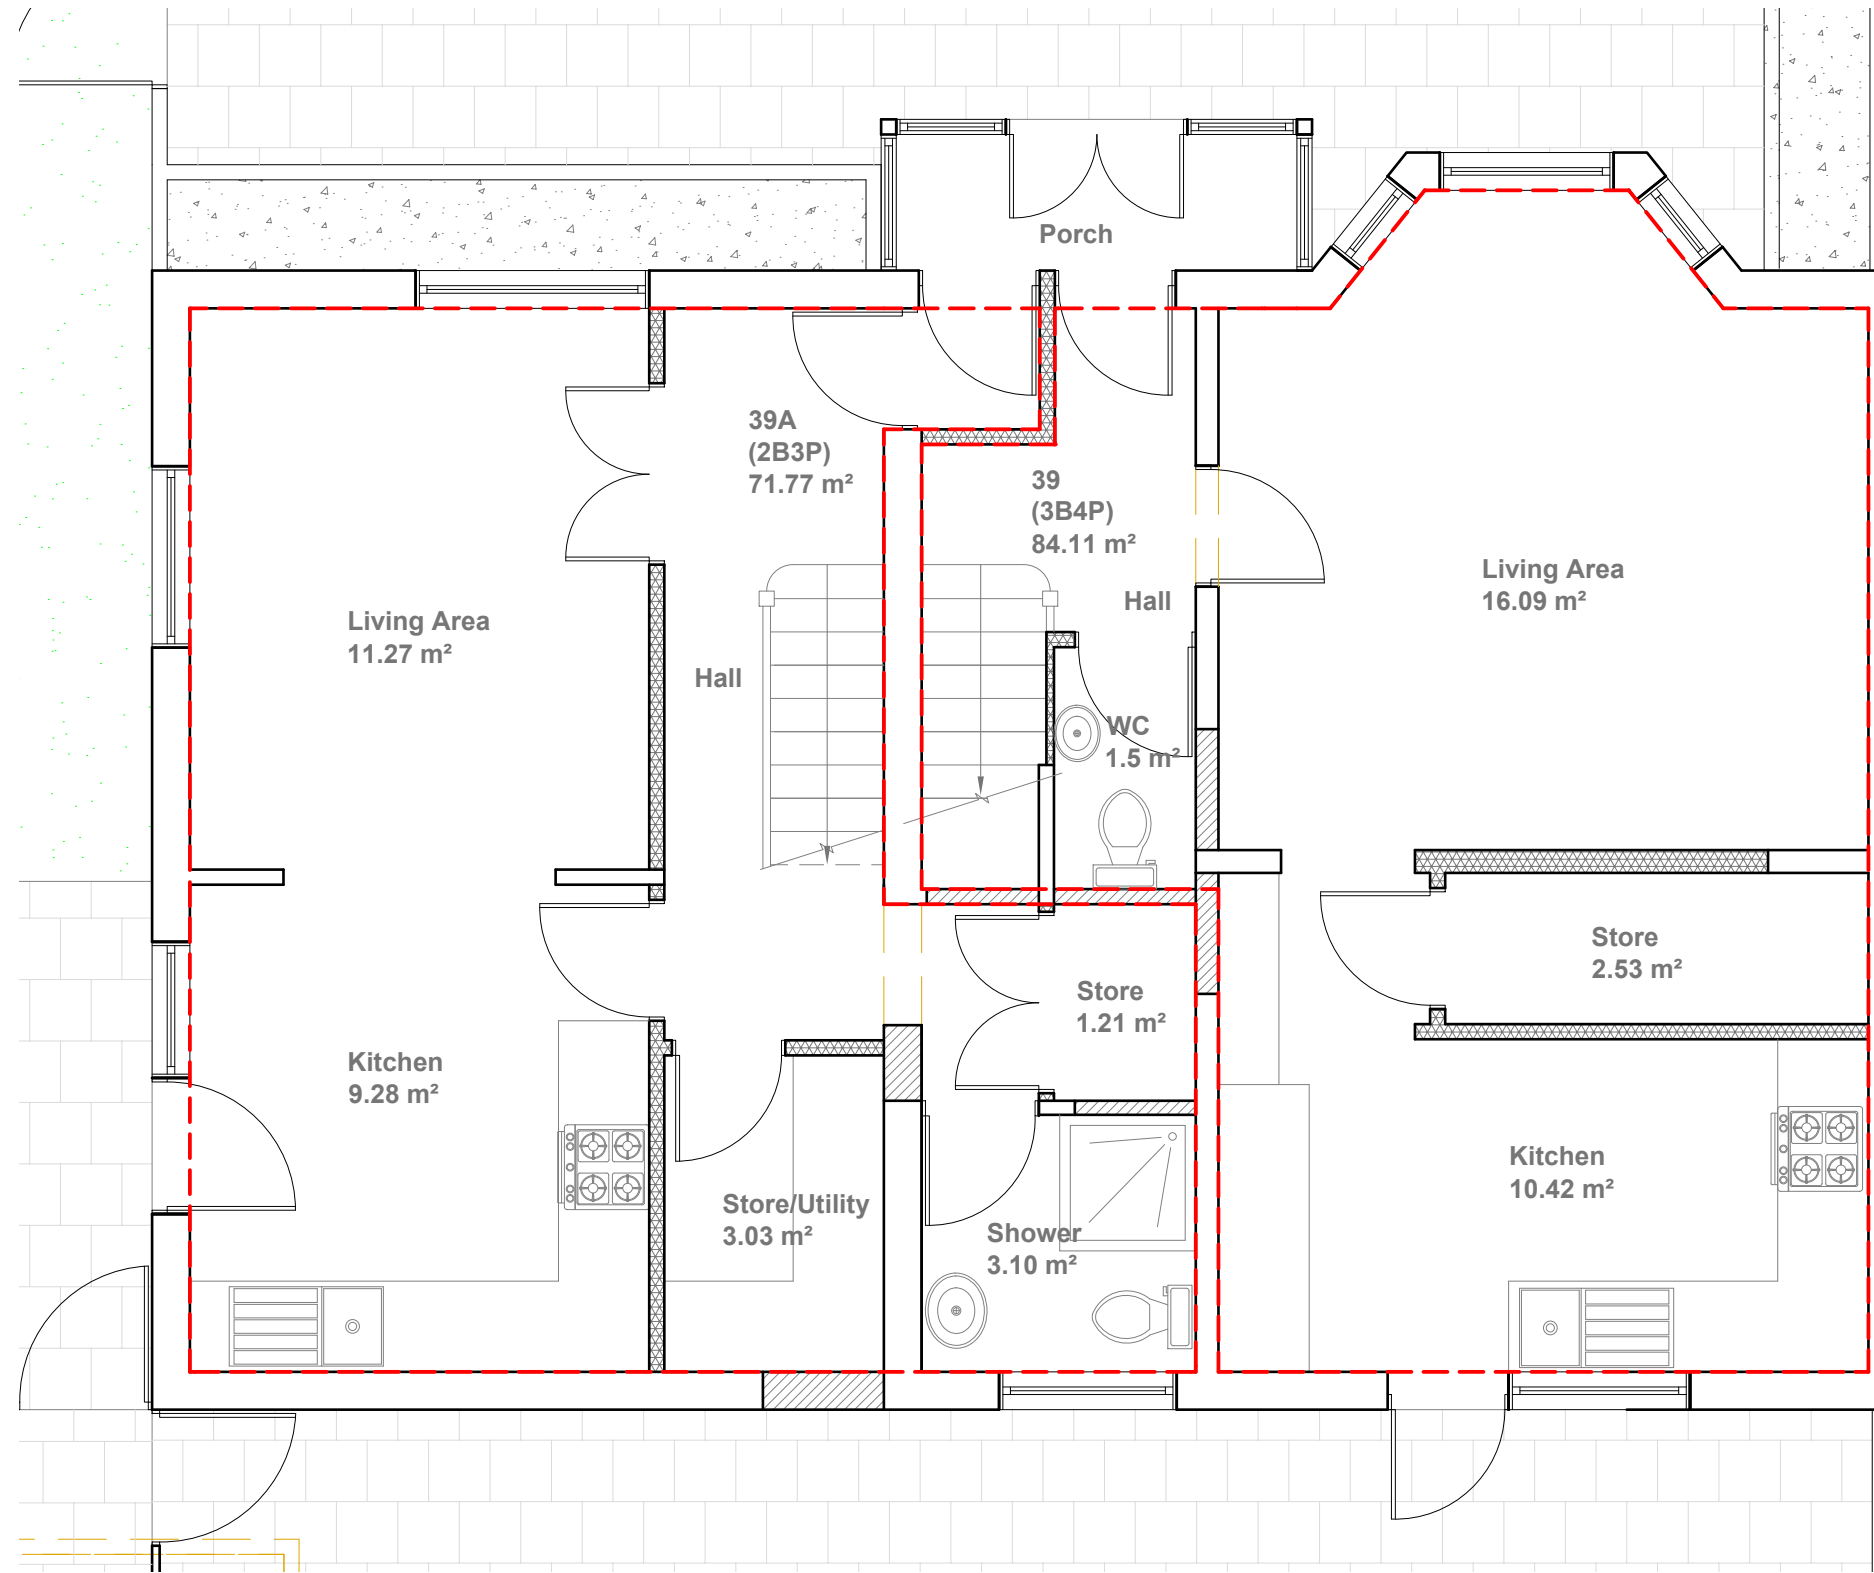 Porch
39A
(2B3P)
71.77 m²
39
(3B4P)
84.11 m²
Living Area
16.09 m²
Hall
Living Area
11.27 m²
Hall
WC
1.5 m²
Store
2.53 m²
Store
1.21 m²
Kitchen
9.28 m²
Kitchen
10.42 m²
Store/Utility
3.03 m²
Shower
3.10 m²